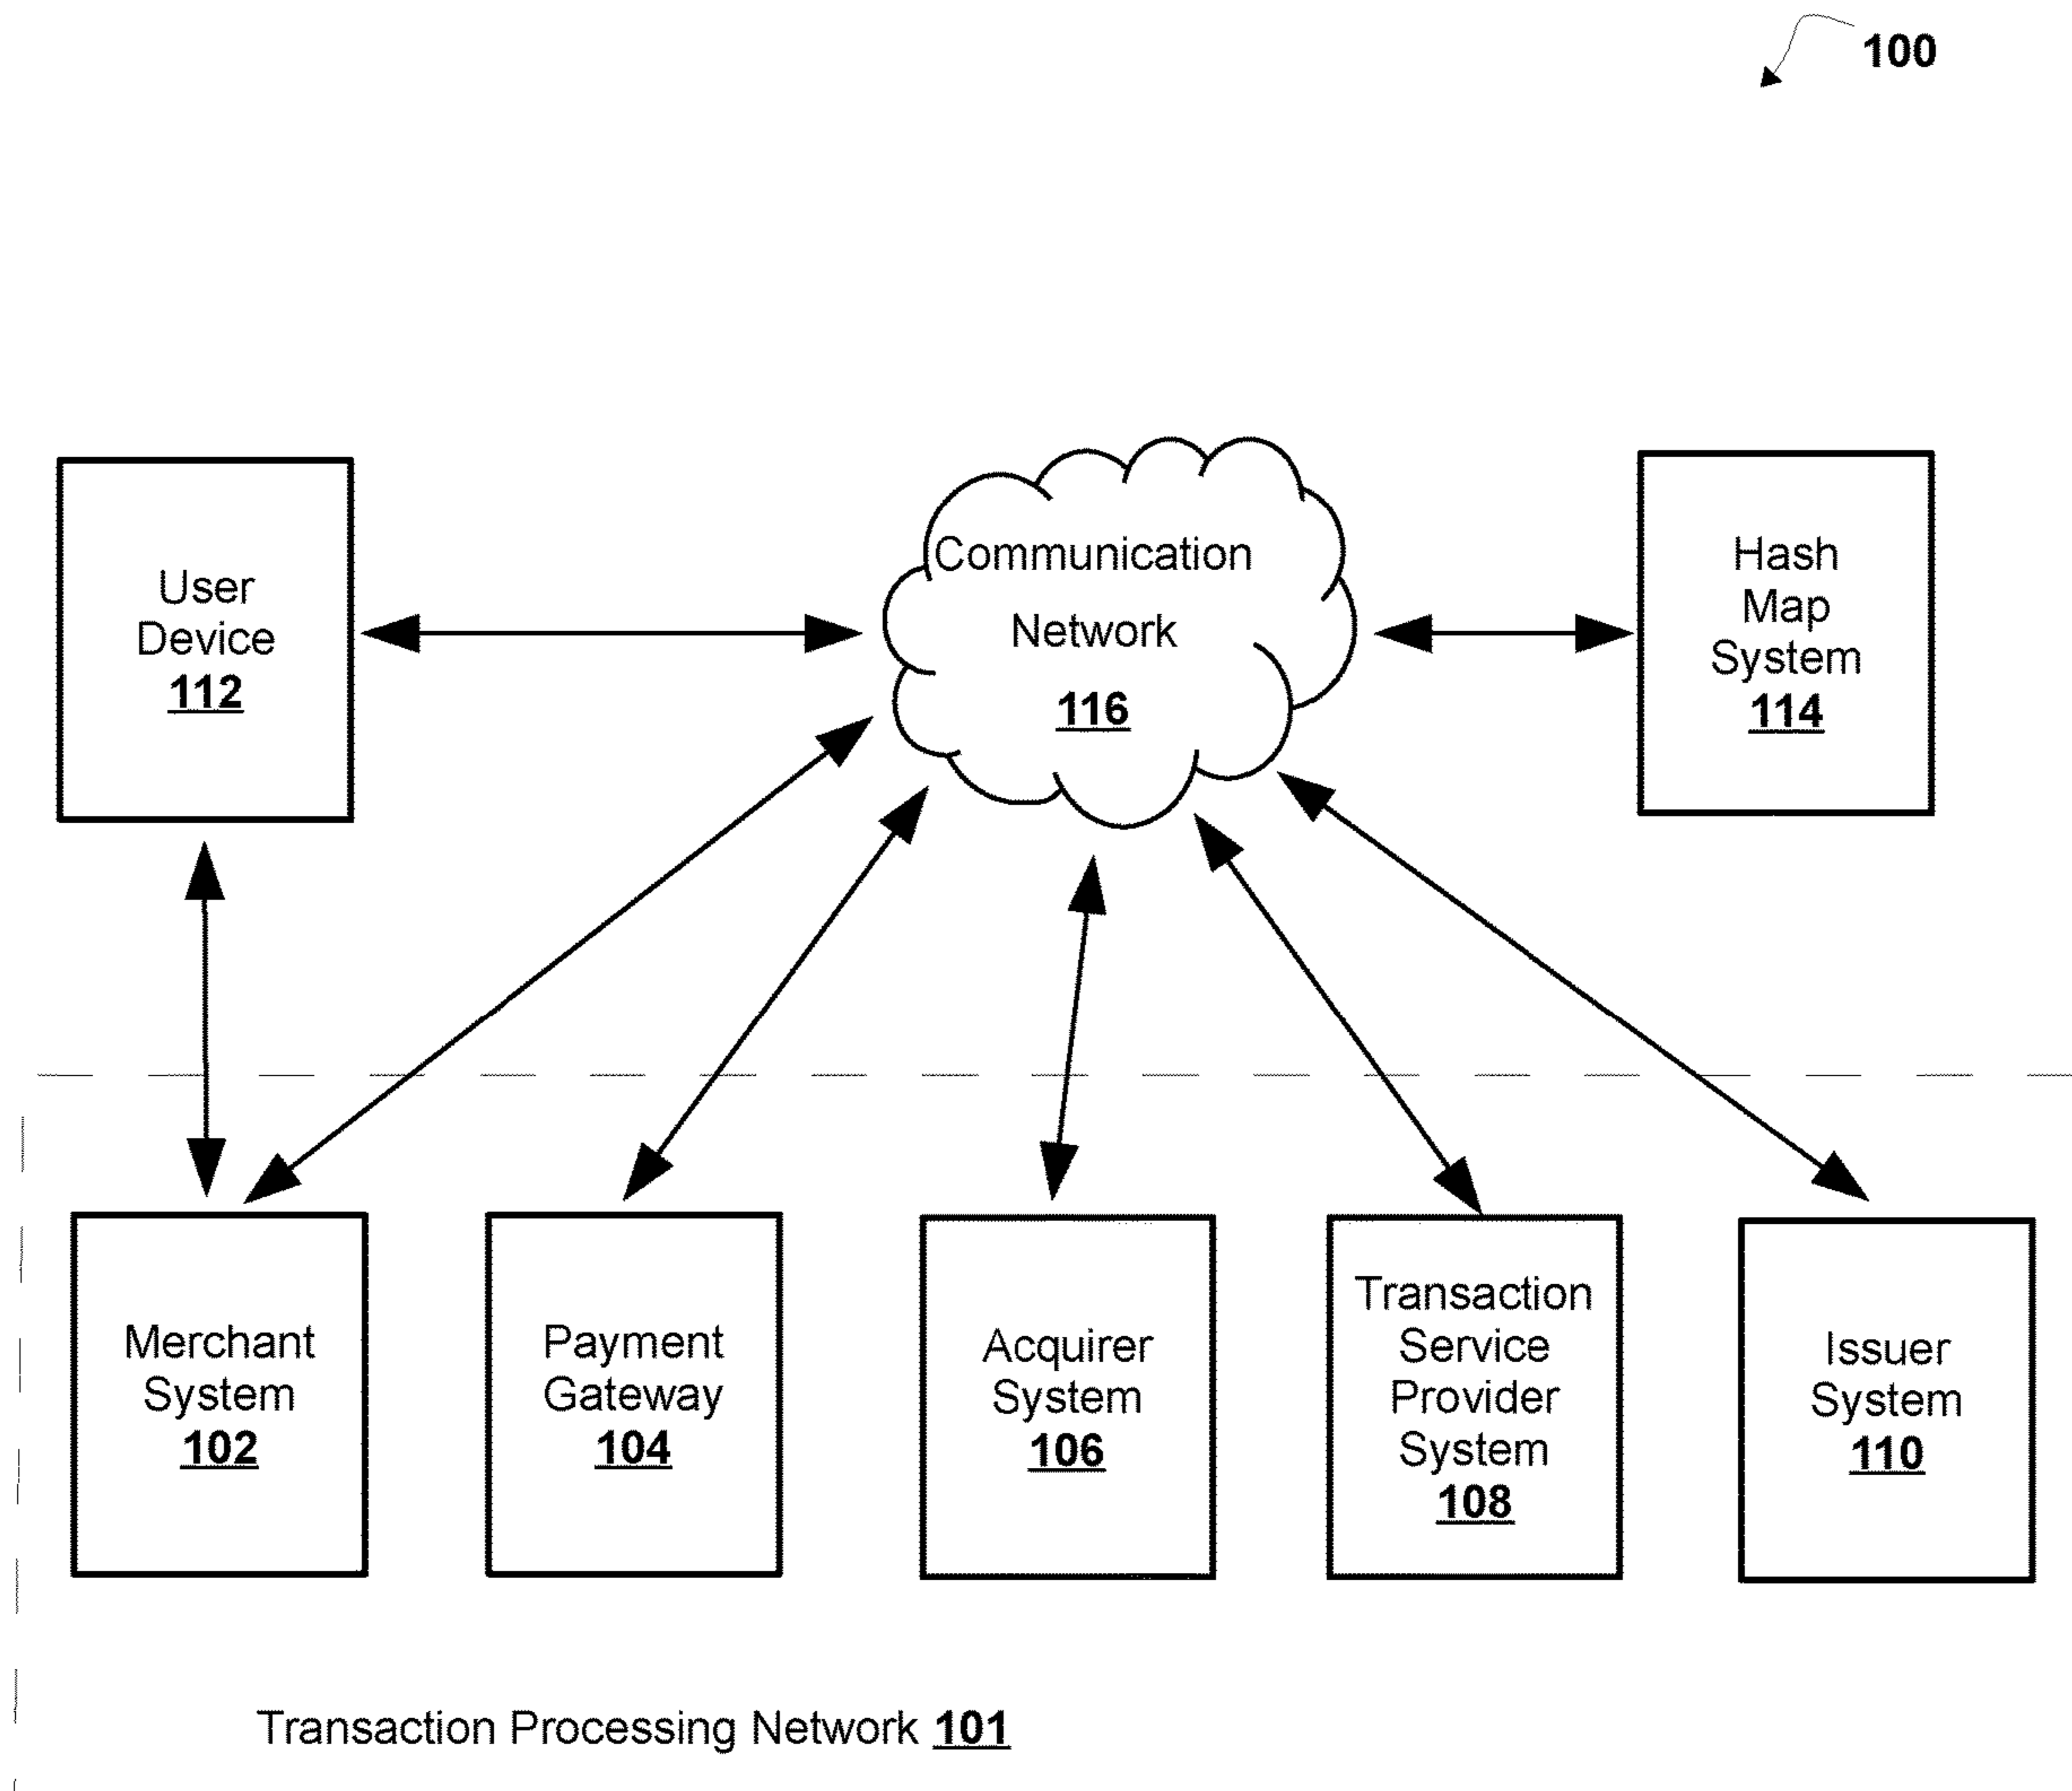 100
User
Device
112
Communication
Network
116
Hash
Map
System
114
Merchant
System
102
Payment
Gateway
104
Acquirer
System
106
Transaction
Service
Provider
System
108
Issuer
System
110
Transaction Processing Network 101